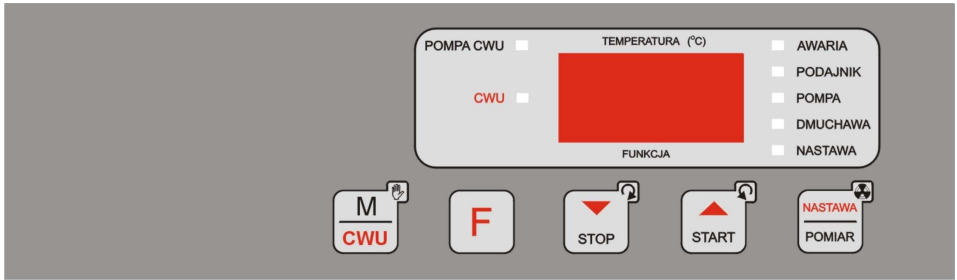 POMPA CWU
CWU
TEMPERATURA (°C)
FUNKCJA
AWARIA
PODAJNIK
POMPA
DMUCHAWA
NASTAWA
M
CWU
F
STOP
START
NASTAWA
POMIAR